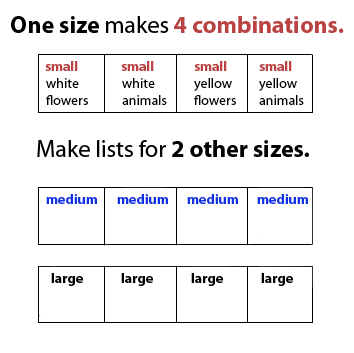 One size makes 4 combinations.
small small small small
white white yellow yellow
flowers animals flowers animals
Make lists for 2 other sizes.
medium medium medium medium
large large large large